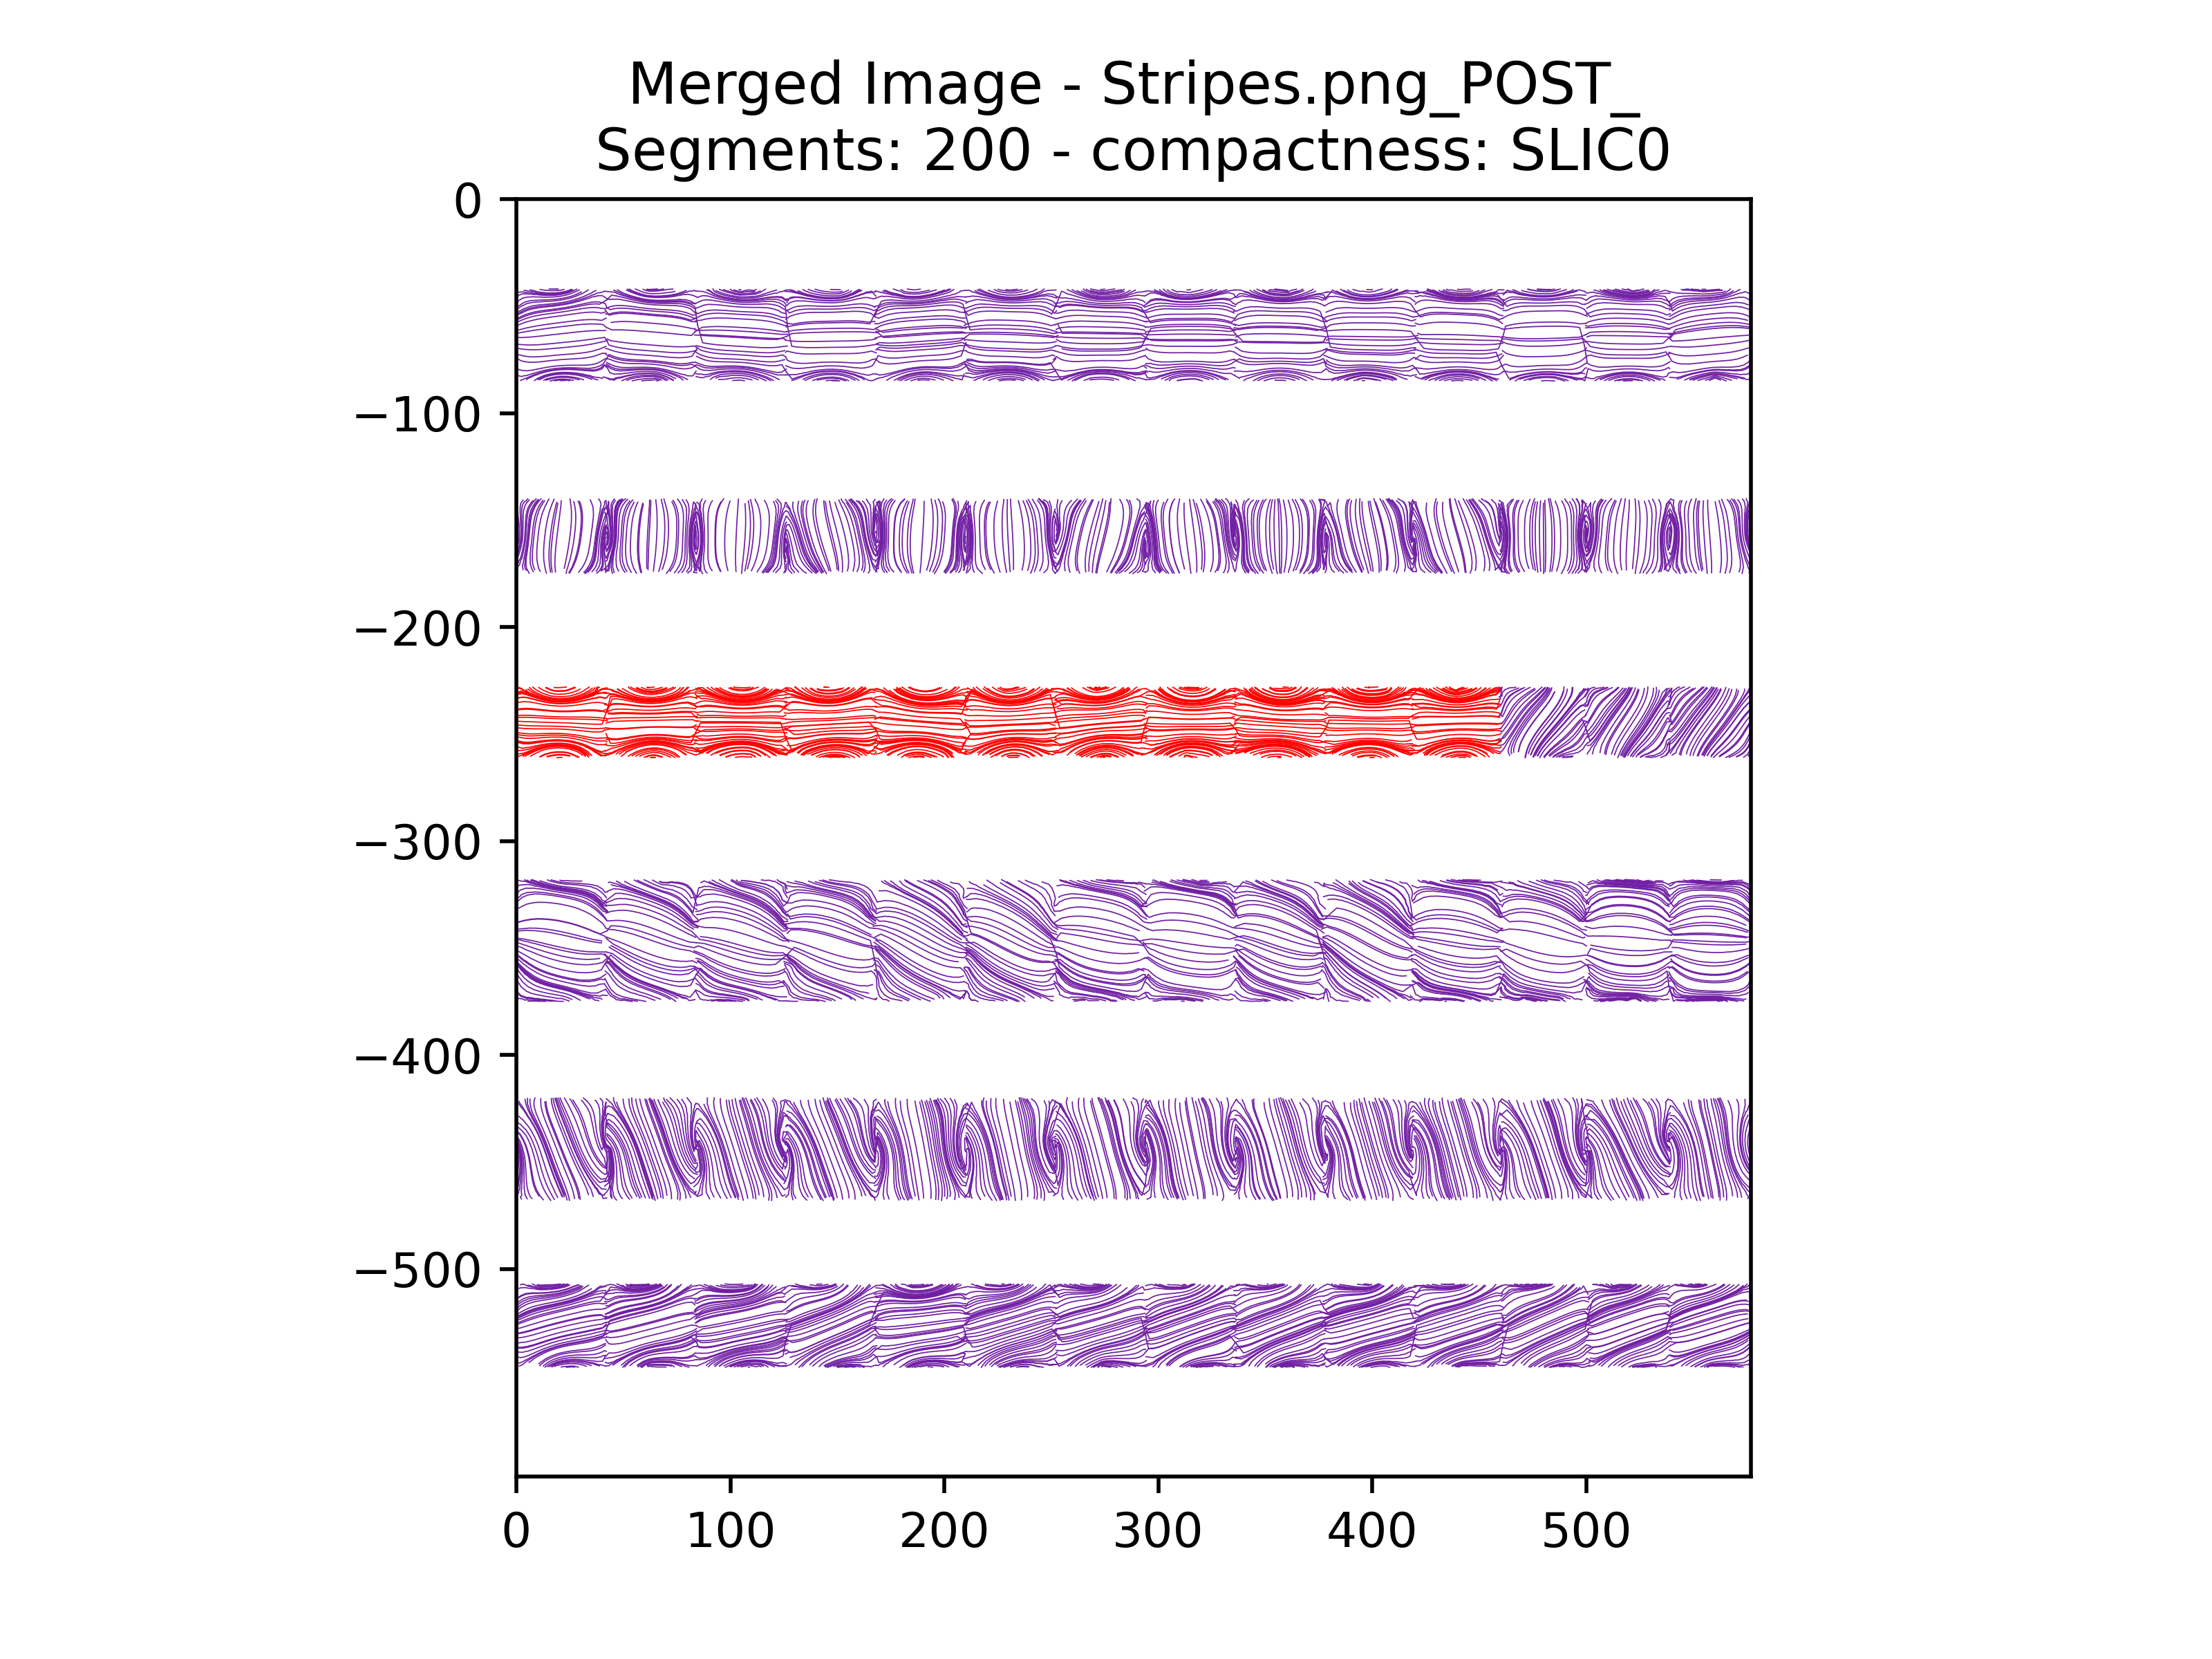 Merged Image - Stripes.png_POST_
Segments: 200 - compactness: SLIC0
0
−100
−200
−300
−400
−500
0 100 200 300 400 500